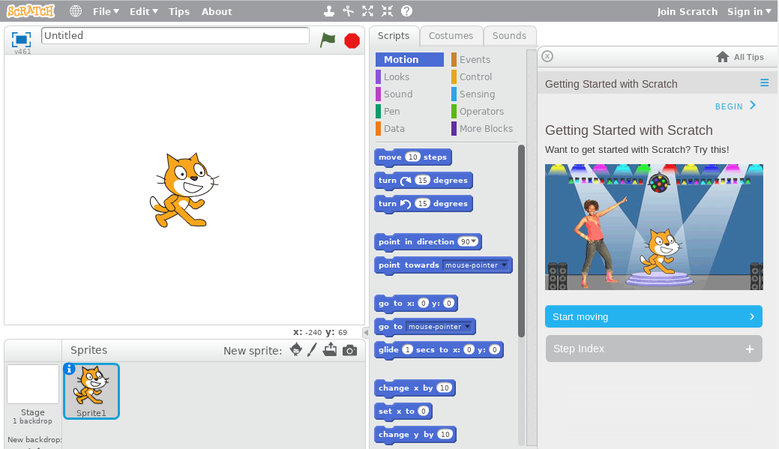 SCRATCH File Edit Tips About Join Scratch Sign in
Untitled
v461
Scripts Costumes Sounds
Motion Events
Looks Control
Sound Sensing
Pen Operators
Data More Blocks
move 10 steps
turn 15 degrees
turn 15 degrees
point in direction 90
point towards mouse-pointer
go to x: 0 y: 0
go to mouse-pointer
glide 1 secs to x: 0 y: 0
change x by 10
set x to 0
change y by 10
x: -240 y: 69
Sprites New sprite:
Sprite1
Stage
1 backdrop
New backdrop:
All Tips
Getting Started with Scratch
BEGIN
Getting Started with Scratch
Want to get started with Scratch? Try this!
Start moving
Step Index